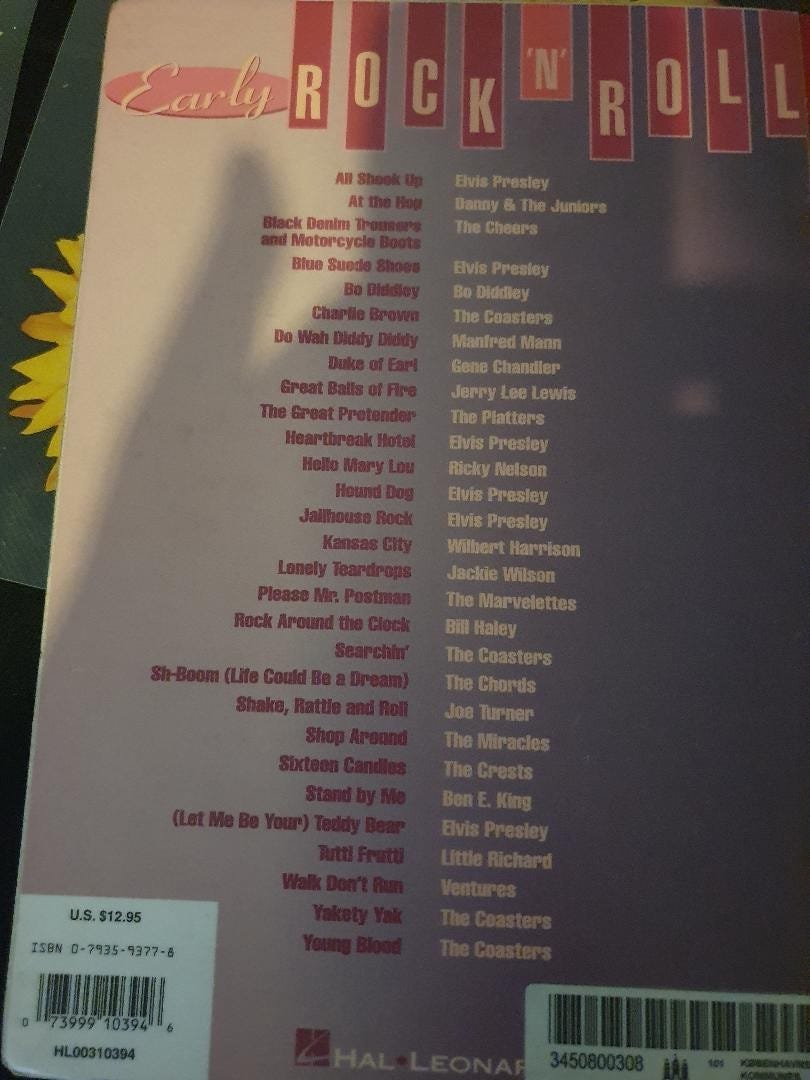 Early ROCK 'N' ROLL
All Shook Up Elvis Presley
At the Hop Danny & The Juniors
Black Denim Trousers The Cheers
and Motorcycle Boots
Blue Suede Shoes Elvis Presley
Bo Diddley Bo Diddley
Charlie Brown The Coasters
Do Wah Diddy Diddy Manfred Mann
Duke of Earl Gene Chandler
Great Balls of Fire Jerry Lee Lewis
The Great Pretender The Platters
Heartbreak Hotel Elvis Presley
Hello Mary Lou Ricky Nelson
Hound Dog Elvis Presley
Jailhouse Rock Elvis Presley
Kansas City Wilbert Harrison
Lonely Teardrops Jackie Wilson
Please Mr. Postman The Marvelettes
Rock Around the Clock Bill Haley
Searchin' The Coasters
Sh-Boom (Life Could Be a Dream) The Chords
Shake, Rattle and Roll Joe Turner
Shop Around The Miracles
Sixteen Candles The Crests
Stand by Me Ben E. King
(Let Me Be Your) Teddy Bear Elvis Presley
Tutti Frutti Little Richard
Walk Don't Run Ventures
Yakety Yak The Coasters
Young Blood The Coasters
U.S. $12.95
ISBN 0-7935-9377-8
0 73999 10394 6
HL00310394
HAL•LEONAR
3450800308
101 KØBENHAVNS
KOMMUNES